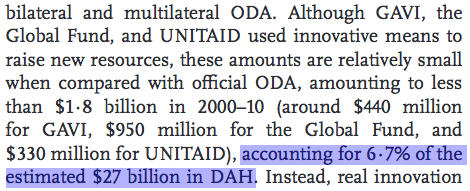 bilateral and multilateral ODA. Although GAVI, the
Global Fund, and UNITAID used innovative means to
raise new resources, these amounts are relatively small
when compared with official ODA, amounting to less
than $1·8 billion in 2000–10 (around $440 million
for GAVI, $950 million for the Global Fund, and
$330 million for UNITAID), accounting for 6·7% of the
estimated $27 billion in DAH. Instead, real innovation